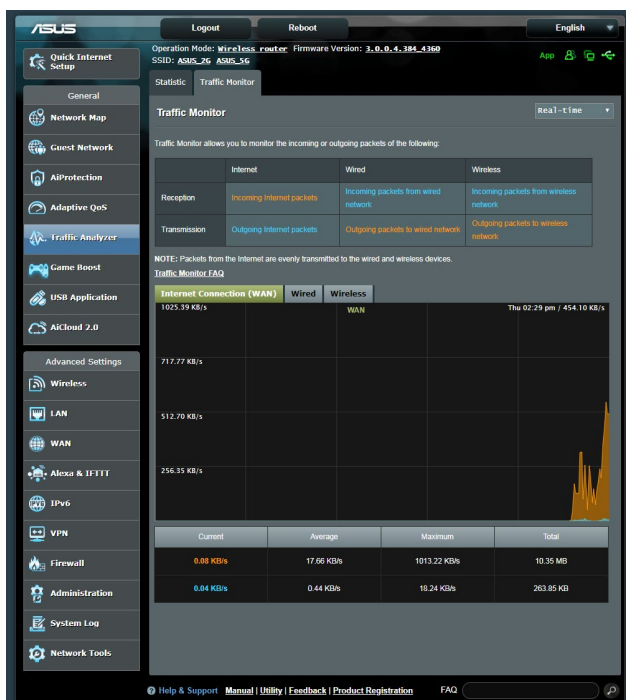 ASUS
Logout
Reboot
English
Operation Mode: Wireless router Firmware Version: 3.0.0.4.384_4360
SSID: ASUS_2G ASUS_5G
App
Quick Internet
Setup
General
Network Map
Guest Network
AiProtection
Adaptive QoS
Traffic Analyzer
Game Boost
USB Application
AiCloud 2.0
Advanced Settings
Wireless
LAN
WAN
Alexa & IFTTT
IPv6
VPN
Firewall
Administration
System Log
Network Tools
Statistic
Traffic Monitor
Traffic Monitor
Real-time
Traffic Monitor allows you to monitor the incoming or outgoing packets of the following:
Internet Wired Wireless
Reception
Incoming Internet packets
Incoming packets from wired
network
Incoming packets from wireless
network
Transmission
Outgoing Internet packets
Outgoing packets to wired network
Outgoing packets to wireless
network
NOTE: Packets from the Internet are evenly transmitted to the wired and wireless devices.
Traffic Monitor FAQ
Internet Connection (WAN) Wired Wireless
1025.39 KB/s
WAN
Thu 02:29 pm / 454.10 KB/s
717.77 KB/s
512.70 KB/s
256.35 KB/s
Current Average Maximum Total
0.08 KB/s 17.66 KB/s 1013.22 KB/s 10.35 MB
0.04 KB/s 0.44 KB/s 18.24 KB/s 263.85 KB
Help & Support Manual | Utility | Feedback | Product Registration FAQ